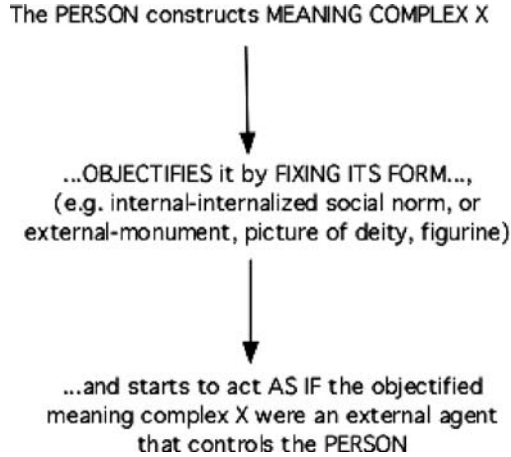 The PERSON constructs MEANING COMPLEX X
...OBJECTIFIES it by FIXING ITS FORM...,
(e.g. internal-internalized social norm, or
external-monument, picture of deity, figurine)
...and starts to act AS IF the objectified
meaning complex X were an external agent
that controls the PERSON